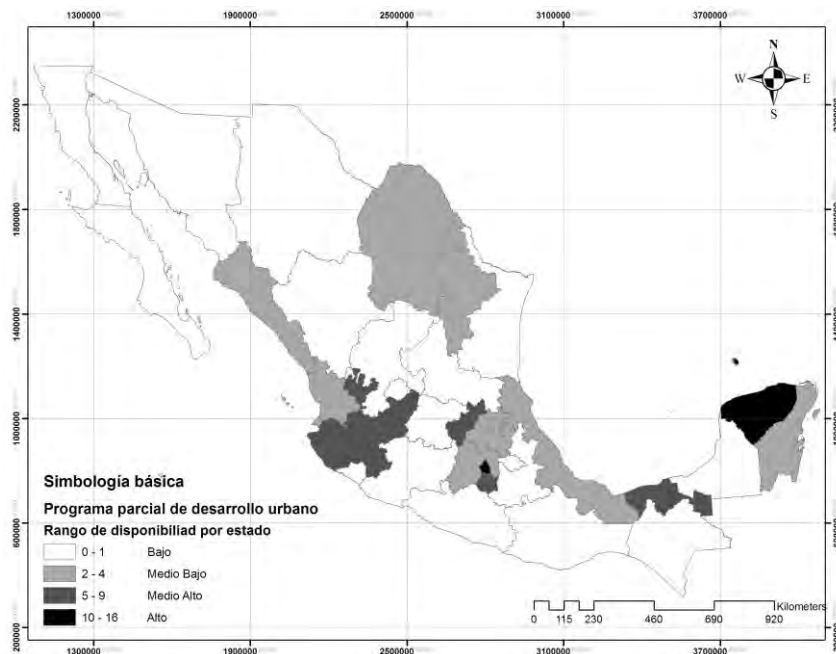 1300000 1900000 2500000 3100000 3700000
N
W E
S
2200000
1800000
1400000
1000000
600000
200000
Simbología básica
Programa parcial de desarrollo urbano
Rango de disponibiliad por estado
0 - 1 Bajo
2 - 4 Medio Bajo
5 - 9 Medio Alto
10 - 16 Alto
Kilometers
0 115 230 460 690 920
1300000 1900000 2500000 3100000 3700000